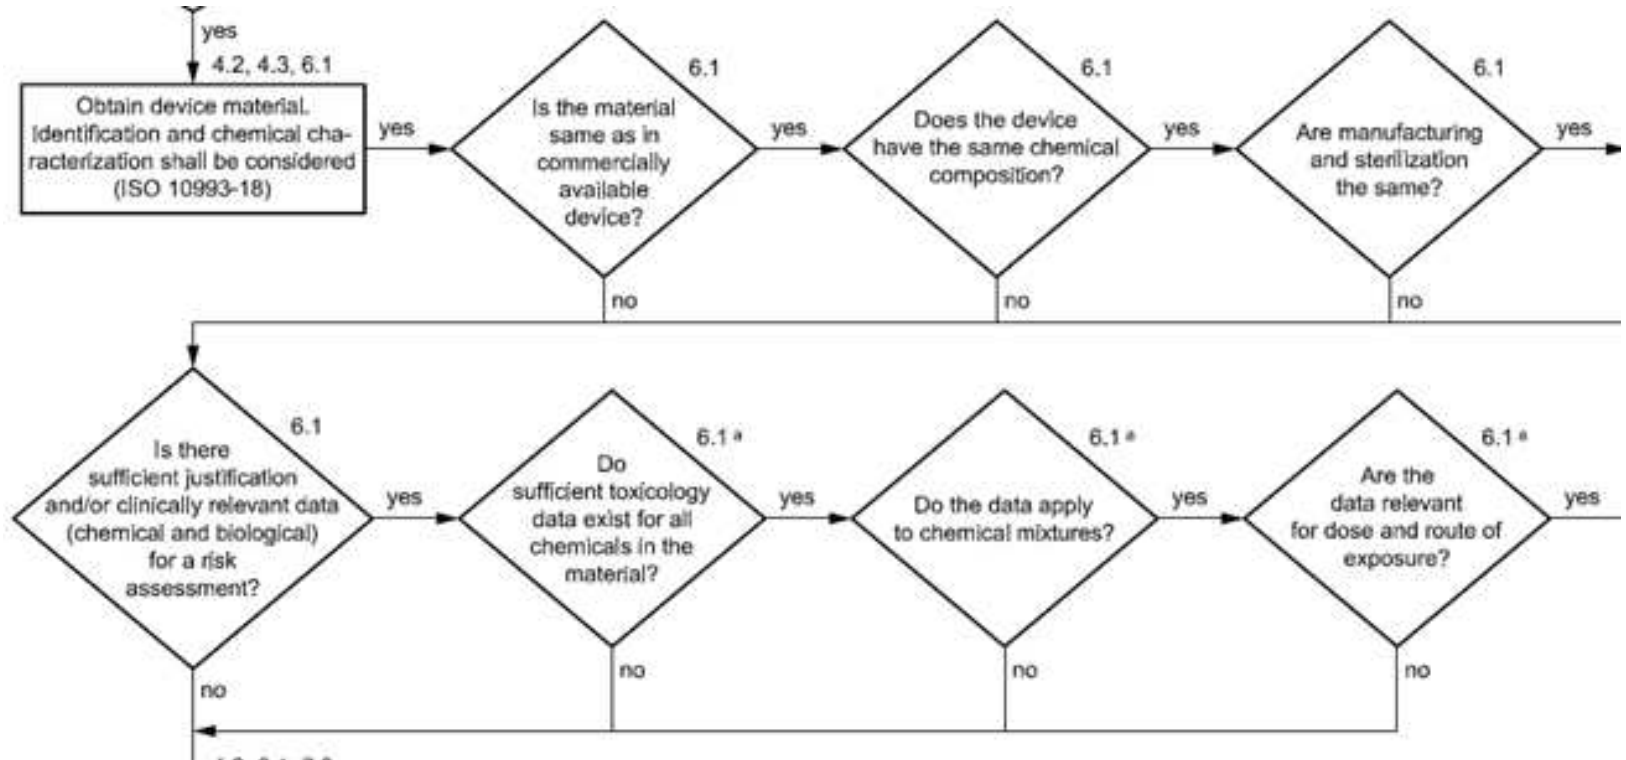 yes
4.2, 4.3, 6.1
Obtain device material.
Identification and chemical cha-
racterization shall be considered
(ISO 10993-18)
yes
6.1
Is the material
same as in
commercially
available
device?
yes
no
6.1
Does the device
have the same chemical
composition?
yes
no
6.1
Are manufacturing
and sterilization
the same?
yes
no
6.1
Is there
sufficient justification
and/or clinically relevant data
(chemical and biological)
for a risk
assessment?
yes
no
6.1 a
Do
sufficient toxicology
data exist for all
chemicals in the
material?
yes
no
6.1 a
Do the data apply
to chemical mixtures?
yes
no
6.1 a
Are the
data relevant
for dose and route of
exposure?
yes
no